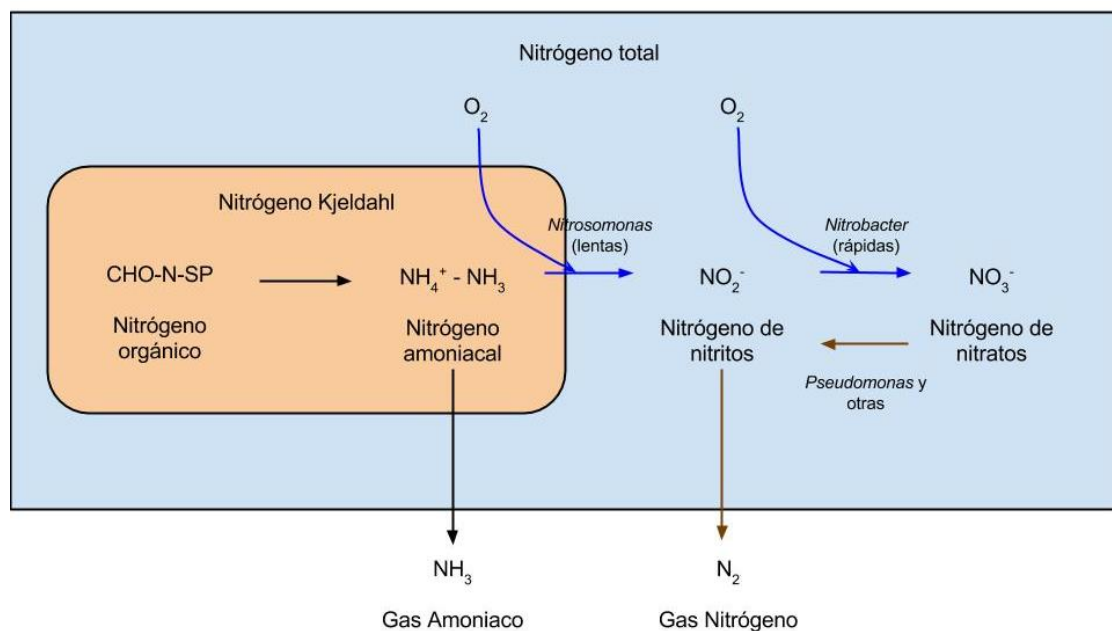 Nitrógeno total
O₂
O₂
Nitrógeno Kjeldahl
Nitrosomonas
(lentas)
Nitrobacter
(rápidas)
CHO-N-SP
NH₄⁺ - NH₃
NO₂⁻
NO₃⁻
Nitrógeno
orgánico
Nitrógeno
amoniacal
Nitrógeno de
nitritos
Nitrógeno de
nitratos
Pseudomonas y
otras
NH₃
N₂
Gas Amoniaco
Gas Nitrógeno